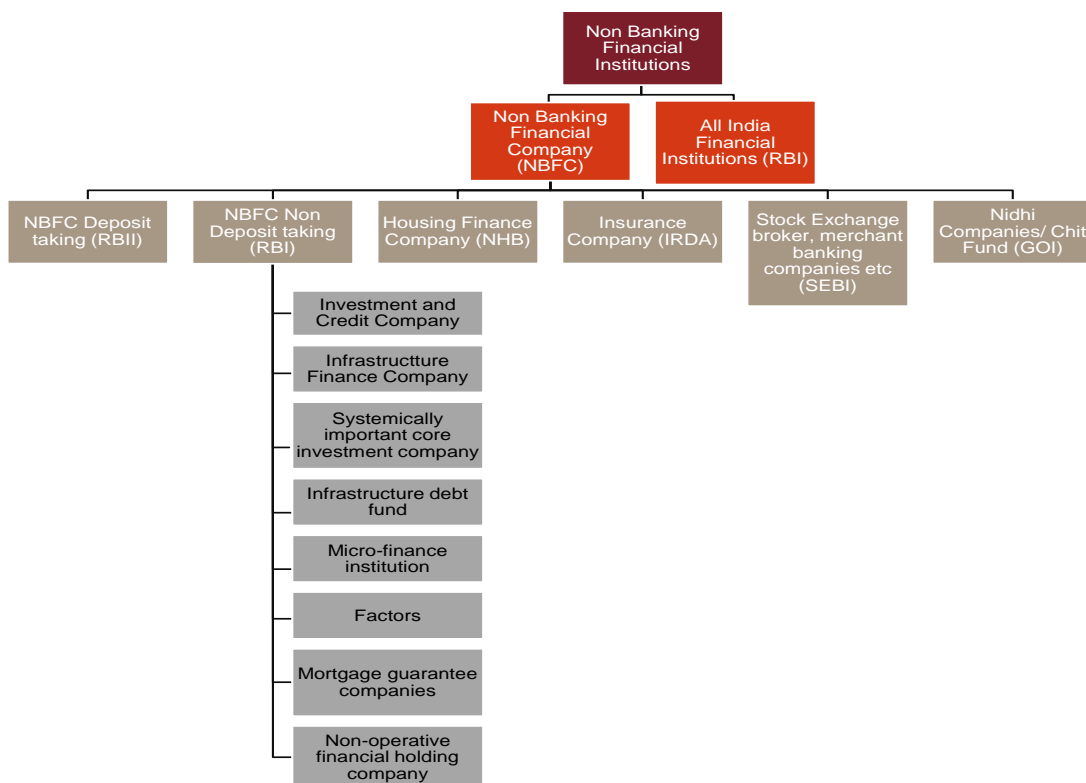 Non Banking
Financial
Institutions
Non Banking
Financial
Company
(NBFC)
All India
Financial
Institutions (RBI)
NBFC Deposit
taking (RBII)
NBFC Non
Deposit taking
(RBI)
Housing Finance
Company (NHB)
Insurance
Company (IRDA)
Stock Exchange
broker, merchant
banking
companies etc
(SEBI)
Nidhi
Companies/ Chit
Fund (GOI)
Investment and
Credit Company
Infrastructture
Finance Company
Systemically
important core
investment company
Infrastructure debt
fund
Micro-finance
institution
Factors
Mortgage guarantee
companies
Non-operative
financial holding
company